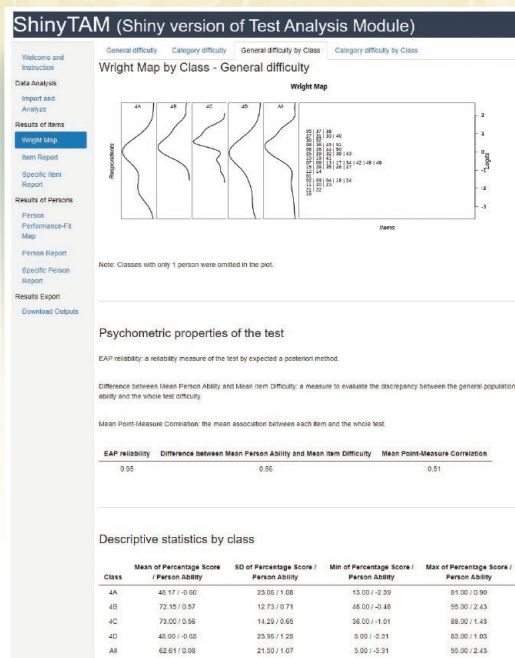 ShinyTAM (Shiny version of Test Analysis Module)
Welcome and
Instruction
Data Analysis
Import and
Analyze
Results of Items
Wright Map
Item Report
Specific Item
Report
Results of Persons
Person
Performance-Fit
Map
Person Report
Specific Person
Report
Results Export
Download Outputs
General difficulty Category difficulty General difficulty by Class Category difficulty by Class
Wright Map by Class - General difficulty
Wright Map
4A 4B 4C 4D All
Respondents
Logits
Items
2
1
0
-1
-2
-3
Note: Classes with only 1 person were omitted in the plot.
Psychometric properties of the test
EAP reliability: a reliability measure of the test by expected a posteriori method.
Difference between Mean Person Ability and Mean Item Difficulty: a measure to evaluate the discrepancy between the general population
ability and the whole test difficulty.
Mean Point-Measure Correlation: the mean association between each item and the whole test.
EAP reliability Difference between Mean Person Ability and Mean Item Difficulty Mean Point-Measure Correlation
0.95 0.56 0.51
Descriptive statistics by class
Class Mean of Percentage Score / Person Ability SD of Percentage Score / Person Ability Min of Percentage Score / Person Ability Max of Percentage Score / Person Ability
4A 48.17 / -0.60 23.06 / 1.08 13.00 / -2.39 81.00 / 0.90
4B 72.15 / 0.57 12.73 / 0.71 46.00 / -0.48 95.00 / 2.43
4C 73.00 / 0.56 14.29 / 0.65 36.00 / -1.01 88.00 / 1.43
4D 48.00 / -0.65 23.96 / 1.25 5.00 / -3.31 83.00 / 1.03
All 62.61 / 0.08 21.50 / 1.07 5.00 / -3.31 95.00 / 2.43